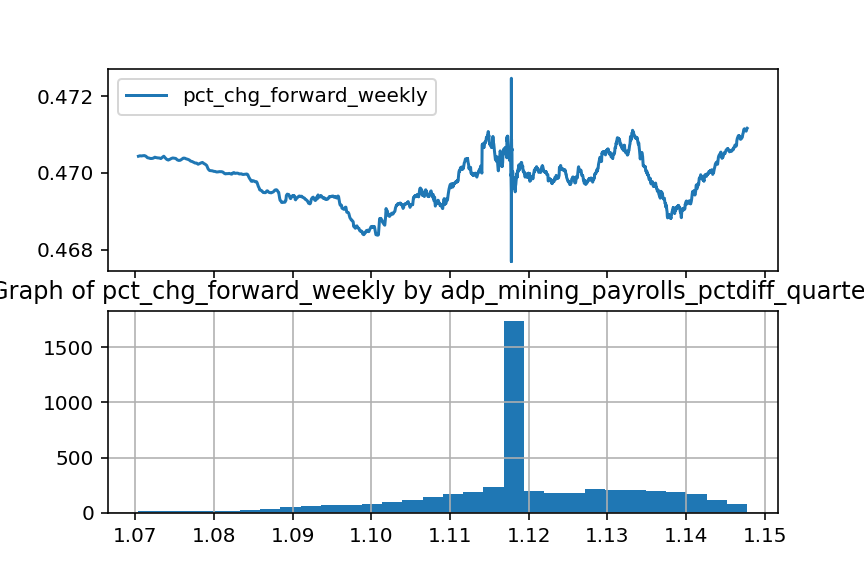 pct_chg_forward_weekly
0.472
0.470
0.468
Graph of pct_chg_forward_weekly by adp_mining_payrolls_pctdiff_quarte
1500
1000
500
0
1.07 1.08 1.09 1.10 1.11 1.12 1.13 1.14 1.15